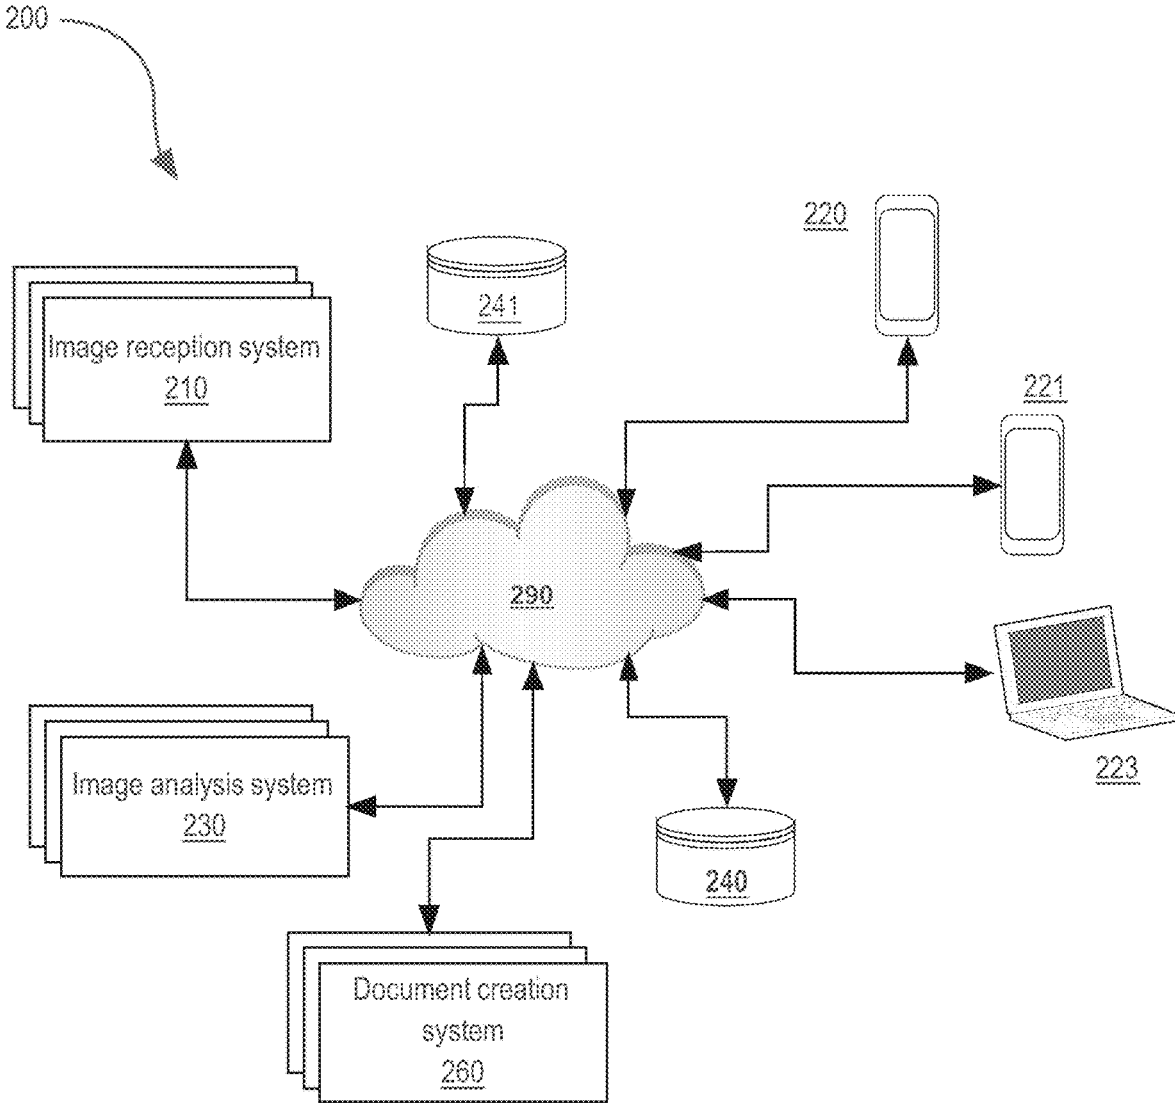 200
220
241
Image reception system
210
221
290
Image analysis system
230
223
240
Document creation
system
260